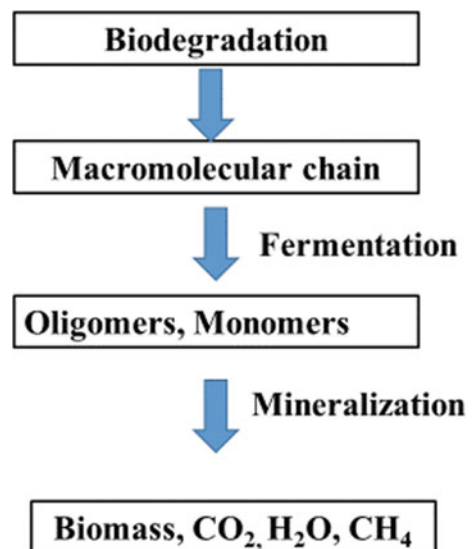 Biodegradation
Macromolecular chain
Fermentation
Oligomers, Monomers
Mineralization
Biomass, CO₂, H₂O, CH₄